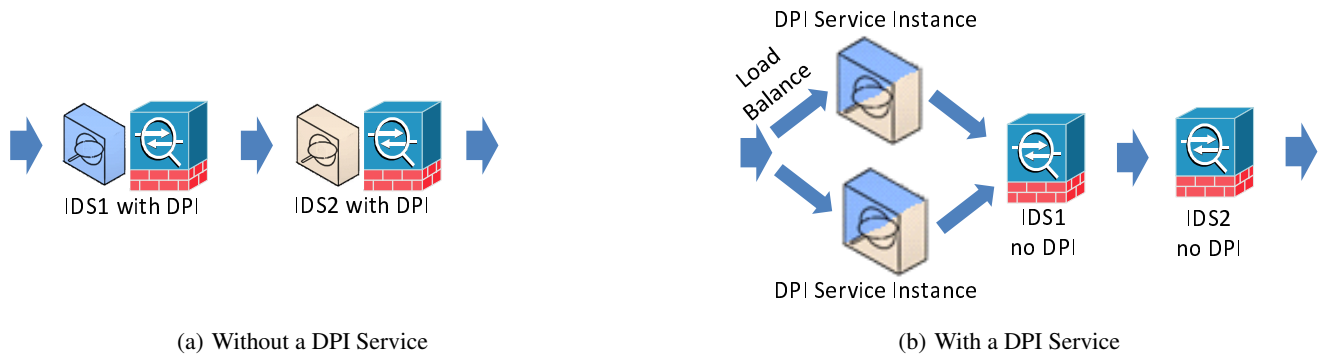 IDS1 with DPI
IDS2 with DPI
(a) Without a DPI Service
DPI Service Instance
Load
Balance
DPI Service Instance
IDS1
no DPI
IDS2
no DPI
(b) With a DPI Service